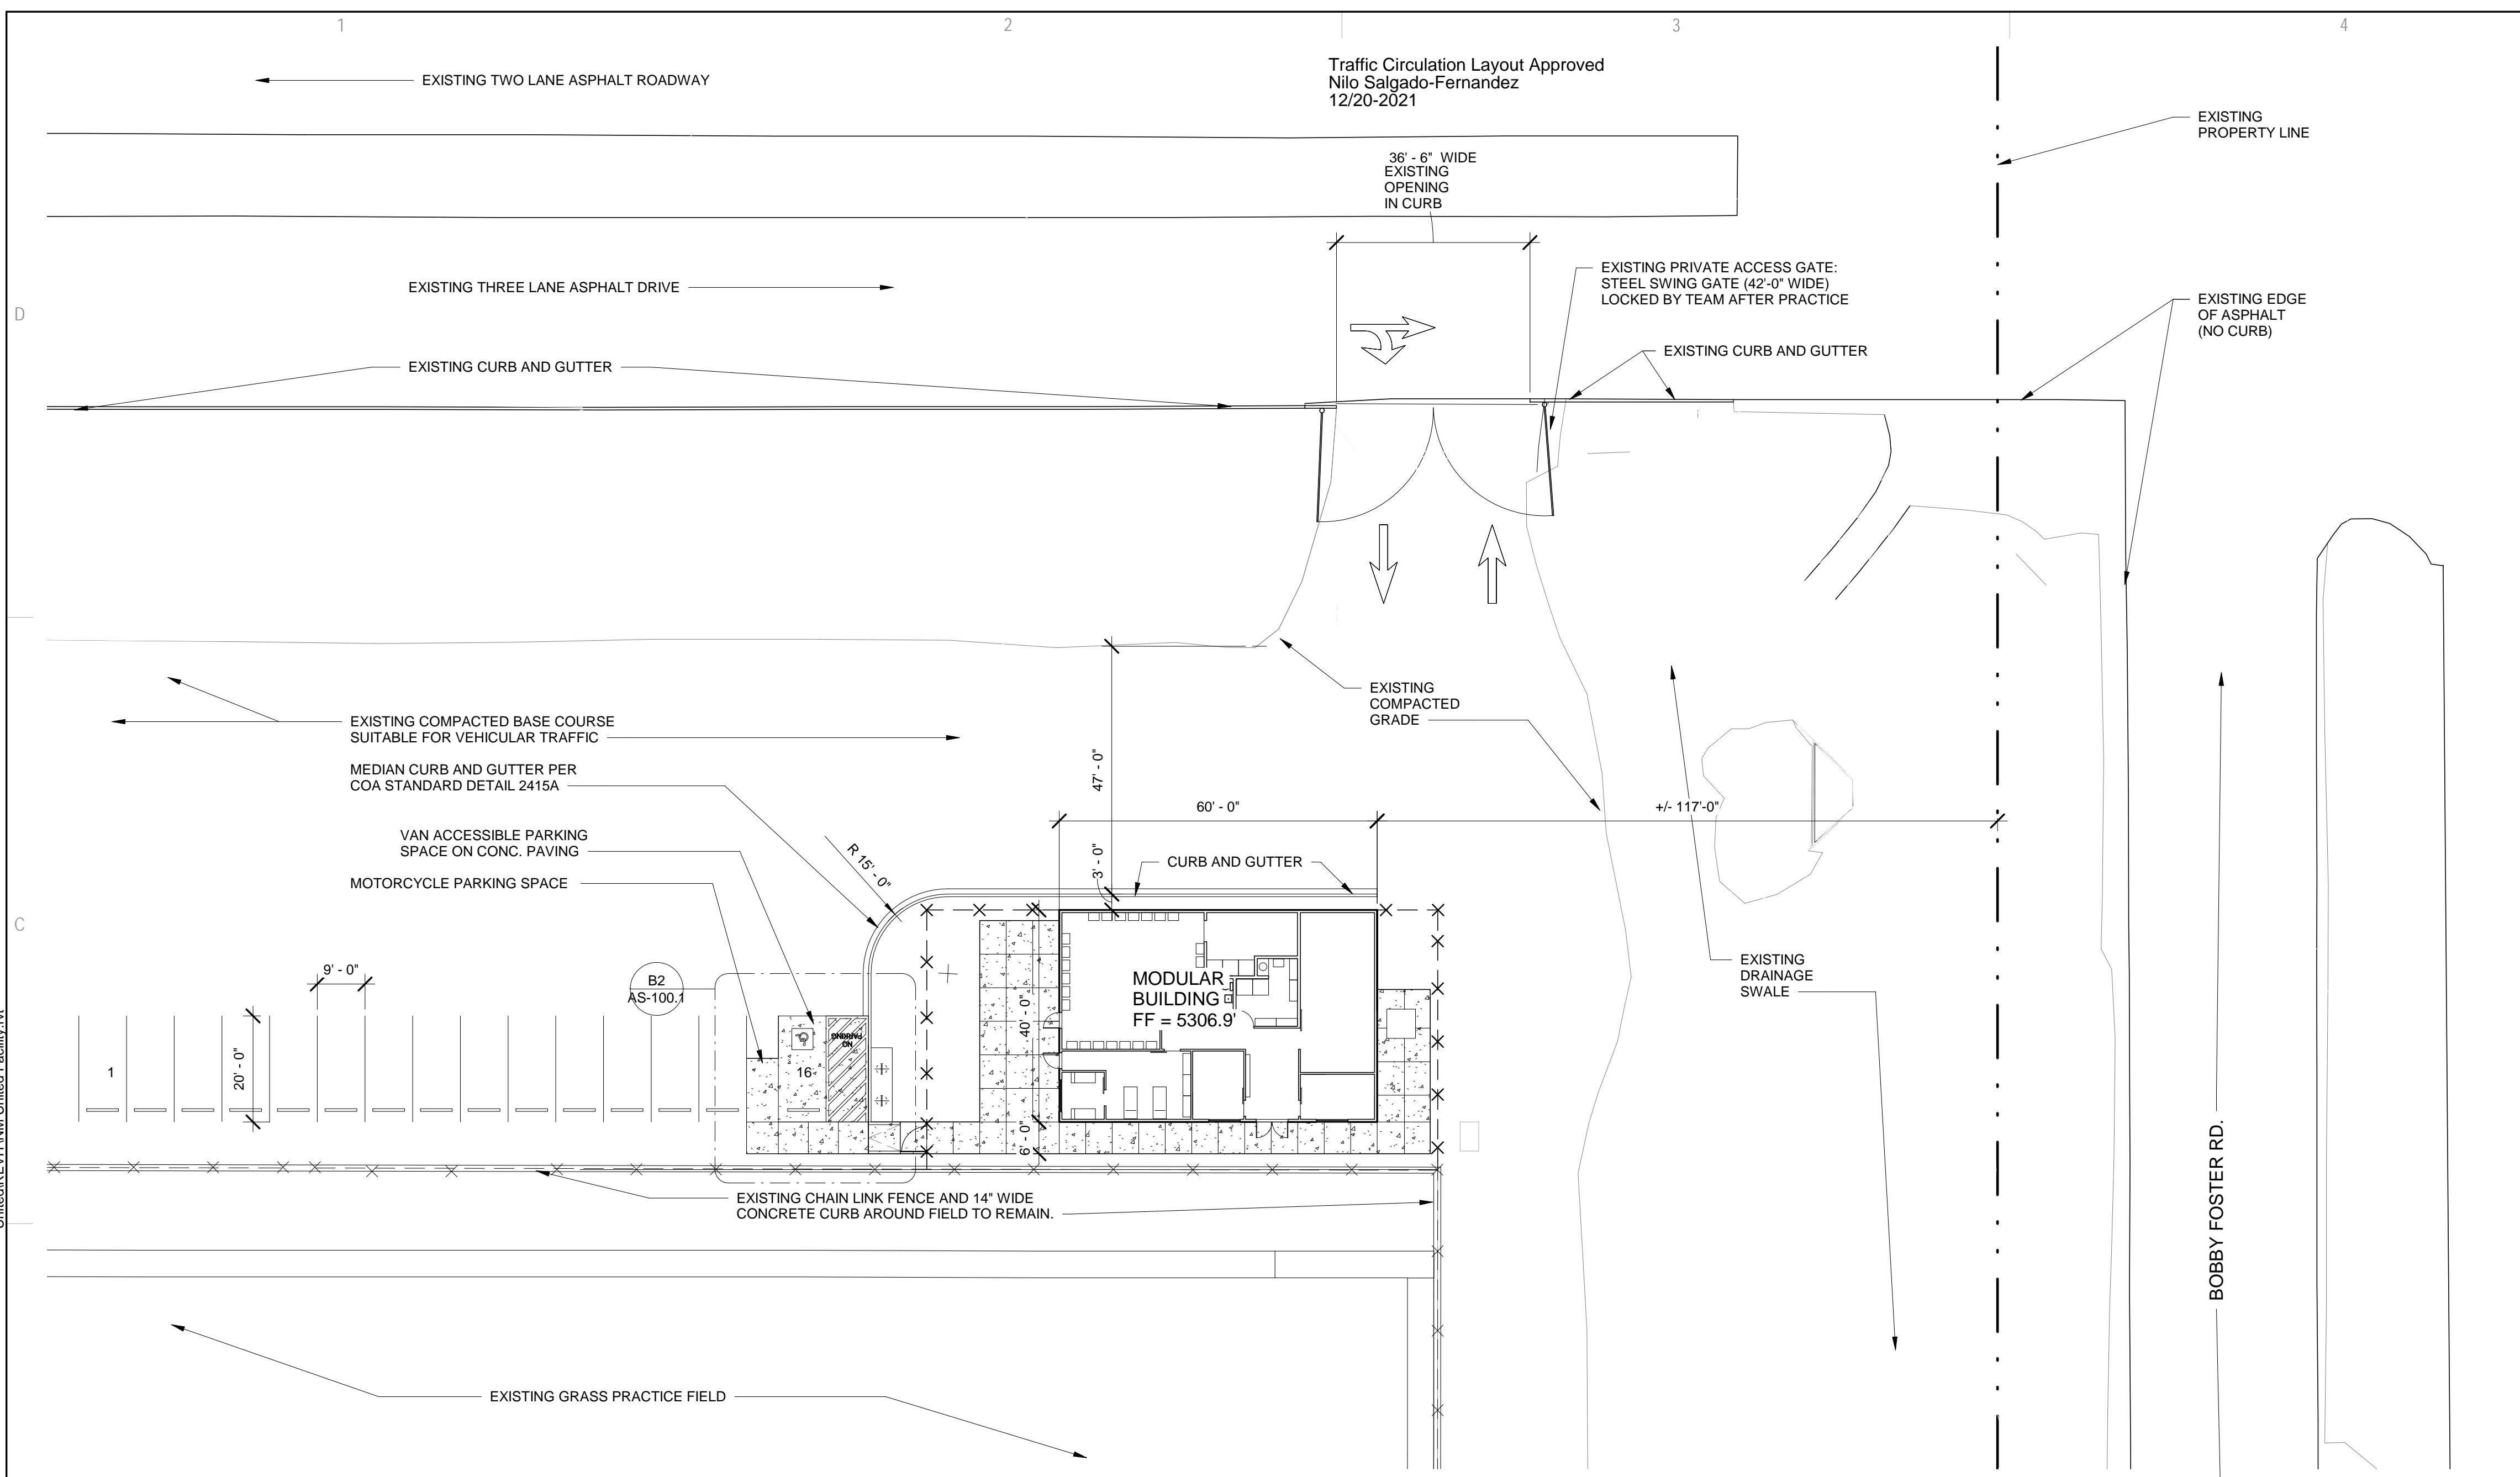 1
2
3
4
EXISTING TWO LANE ASPHALT ROADWAY
Traffic Circulation Layout Approved
Nilo Salgado-Fernandez
12/20-2021
EXISTING
PROPERTY LINE
36' - 6" WIDE
EXISTING
OPENING
IN CURB
EXISTING PRIVATE ACCESS GATE:
STEEL SWING GATE (42'-0" WIDE)
LOCKED BY TEAM AFTER PRACTICE
EXISTING THREE LANE ASPHALT DRIVE
EXISTING EDGE
OF ASPHALT
(NO CURB)
D
EXISTING CURB AND GUTTER
EXISTING CURB AND GUTTER
EXISTING
COMPACTED
GRADE
EXISTING COMPACTED BASE COURSE
SUITABLE FOR VEHICULAR TRAFFIC
MEDIAN CURB AND GUTTER PER
COA STANDARD DETAIL 2415A
47' - 0"
60' - 0"
+/- 117'-0"
VAN ACCESSIBLE PARKING
SPACE ON CONC. PAVING
R 15' - 0"
3' - 0"
CURB AND GUTTER
MOTORCYCLE PARKING SPACE
C
9' - 0"
B2
AS-100.1
MODULAR
BUILDING
FF = 5306.9'
40' - 0"
EXISTING
DRAINAGE
SWALE
NO
PARKING
1
20' - 0"
16
6' - 0"
EXISTING CHAIN LINK FENCE AND 14" WIDE
CONCRETE CURB AROUND FIELD TO REMAIN.
BOBBY FOSTER RD.
EXISTING GRASS PRACTICE FIELD